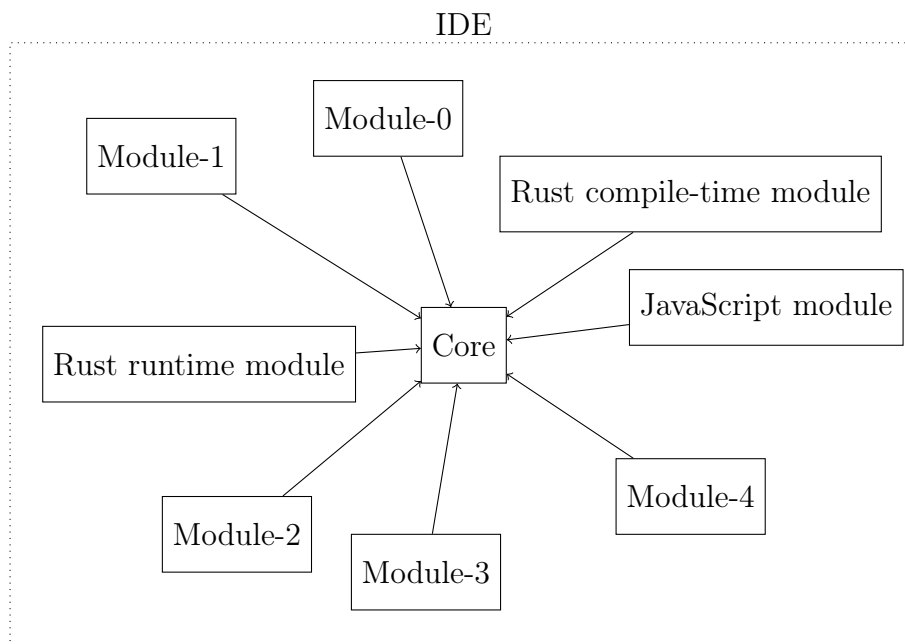 IDE
Module-0
Module-1
Rust compile-time module
JavaScript module
Core
Rust runtime module
Module-4
Module-2
Module-3